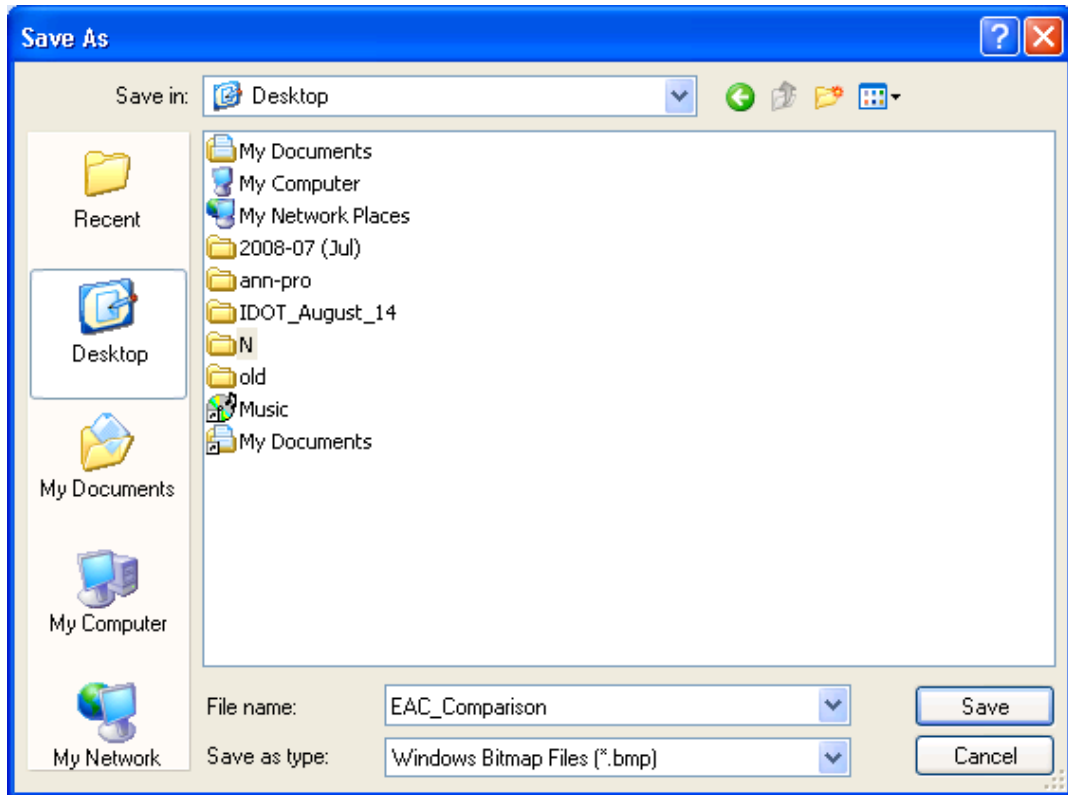 Save As
Save in: Desktop
My Documents
My Computer
My Network Places
2008-07 (Jul)
ann-pro
IDOT_August_14
N
old
Music
My Documents
Recent
Desktop
My Documents
My Computer
My Network
File name: EAC_Comparison Save
Save as type: Windows Bitmap Files (*.bmp) Cancel